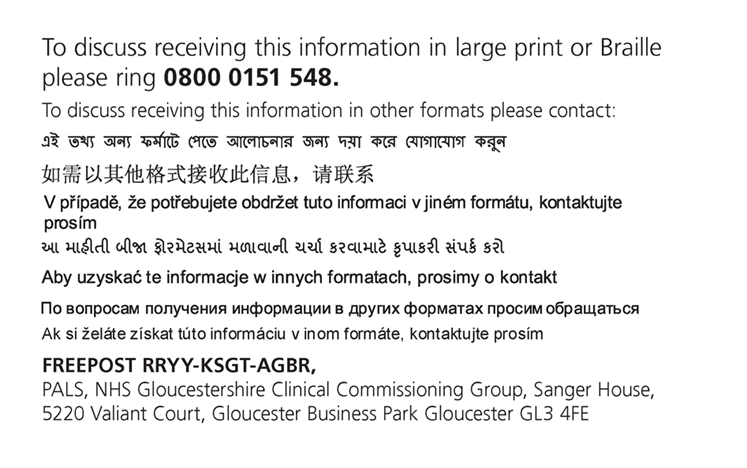 To discuss receiving this information in large print or Braille
please ring 0800 0151 548.
To discuss receiving this information in other formats please contact:
এই তথ্য অন্য ফর্মাটে পেতে আলোচনার জন্য দয়া করে যোগাযোগ করুন
如需以其他格式接收此信息，请联系
V případě, že potřebujete obdržet tuto informaci v jiném formátu, kontaktujte
prosím
આ માહીતી બીજા ફોરમેટસમાં મળાવાની ચર્ચા કરવામાટે કૃપાકરી સંપર્ક કરો
Aby uzyskać te informacje w innych formatach, prosimy o kontakt
По вопросам получения информации в других форматах просим обращаться
Ak si želáte získat túto informáciu v inom formáte, kontaktujte prosím
FREEPOST RRYY-KSGT-AGBR,
PALS, NHS Gloucestershire Clinical Commissioning Group, Sanger House,
5220 Valiant Court, Gloucester Business Park Gloucester GL3 4FE